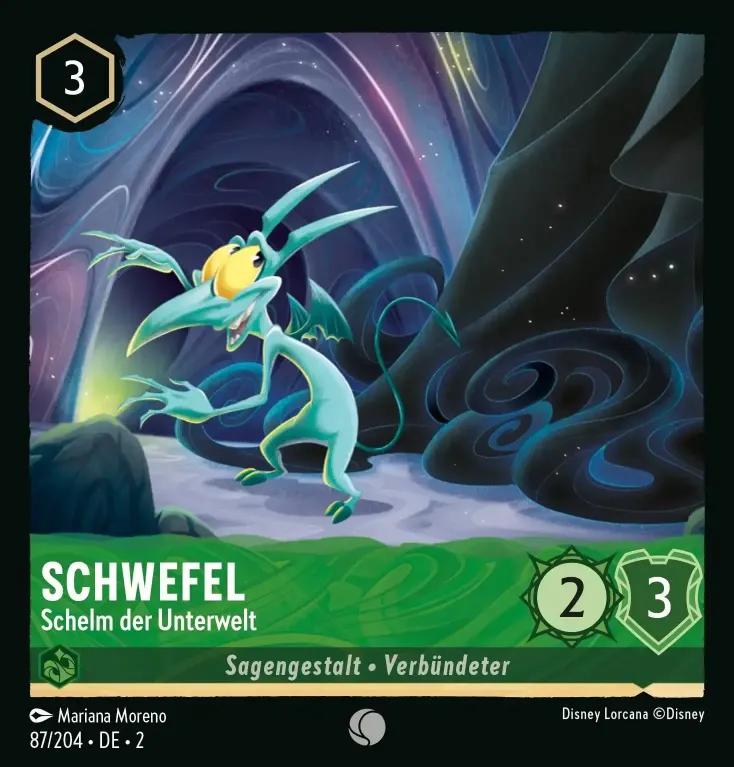 3
SCHWEFEL
Schelm der Unterwelt
2
3
Sagengestalt • Verbündeter
Mariana Moreno
Disney Lorcana ©Disney
87/204 • DE • 2